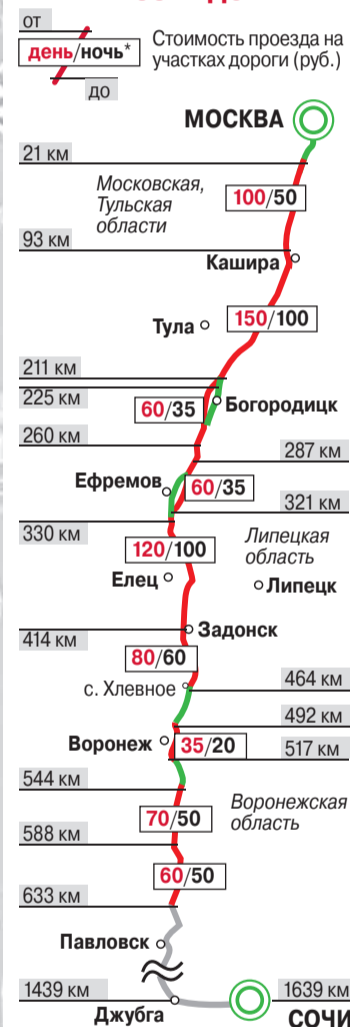 от
день/ночь*
до
Стоимость проезда на
участках дороги (руб.)
МОСКВА
21 км
Московская,
Тульская
области
100/50
93 км
Кашира
Тула
150/100
211 км
225 км
60/35
Богородицк
260 км
287 км
Ефремов
60/35
321 км
330 км
120/100
Липецкая
область
Елец
Липецк
414 км
Задонск
80/60
с. Хлевное
464 км
492 км
Воронеж
35/20
517 км
544 км
70/50
Воронежская
область
588 км
60/50
633 км
Павловск
1439 км
1639 км
Джубга
СОЧИ